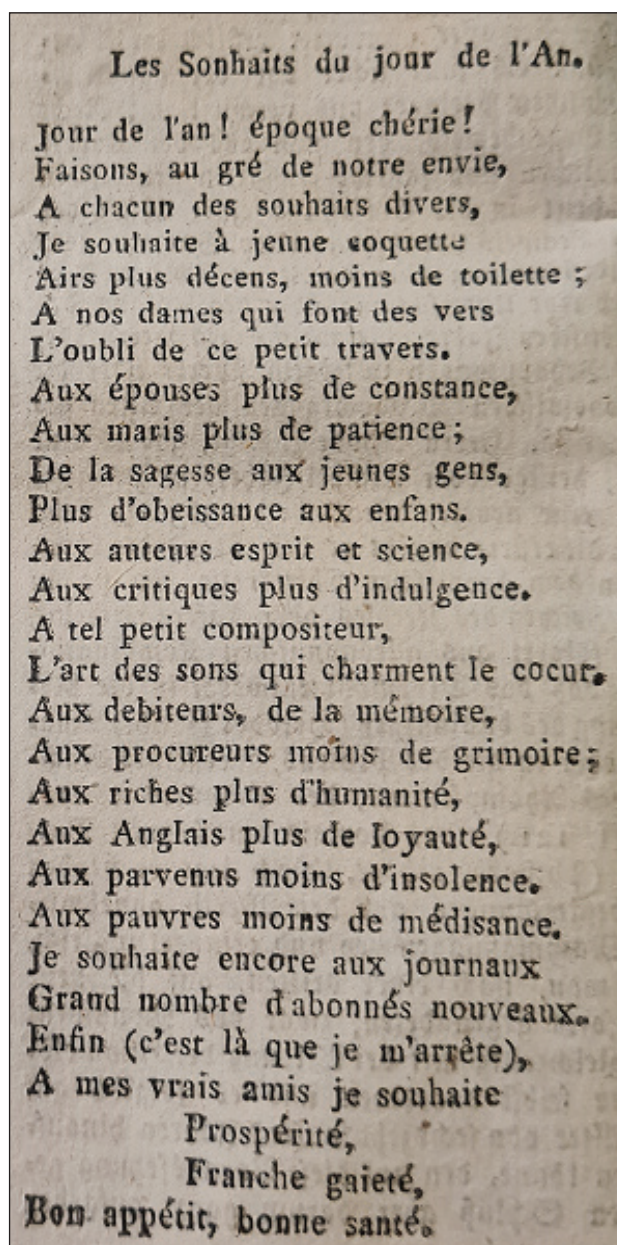 Les Sonhaits du jour de l'An.
Jour de l'an ! époque chérie !
Faisons, au gré de notre envie,
A chacun des souhaits divers,
Je souhaite à jeune coquette
Airs plus décens, moins de toilette ;
A nos dames qui font des vers
L'oubli de ce petit travers.
Aux épouses plus de constance,
Aux maris plus de patience ;
De la sagesse aux jeunes gens,
Plus d'obeissance aux enfans.
Aux auteurs esprit et science,
Aux critiques plus d'indulgence.
A tel petit compositeur,
L'art des sons qui charment le cocur.
Aux debiteurs, de la mémoire,
Aux procureurs moins de grimoire ;
Aux riches plus d'humanité,
Aux Anglais plus de loyauté,
Aux parvenus moins d'insolence.
Aux pauvres moins de médisance.
Je souhaite encore aux journaux
Grand nombre d'abonnés nouveaux.
Enfin (c'est là que je m'arrête),
A mes vrais amis je souhaite
Prospérité,
Franche gaieté,
Bon appétit, bonne santé.